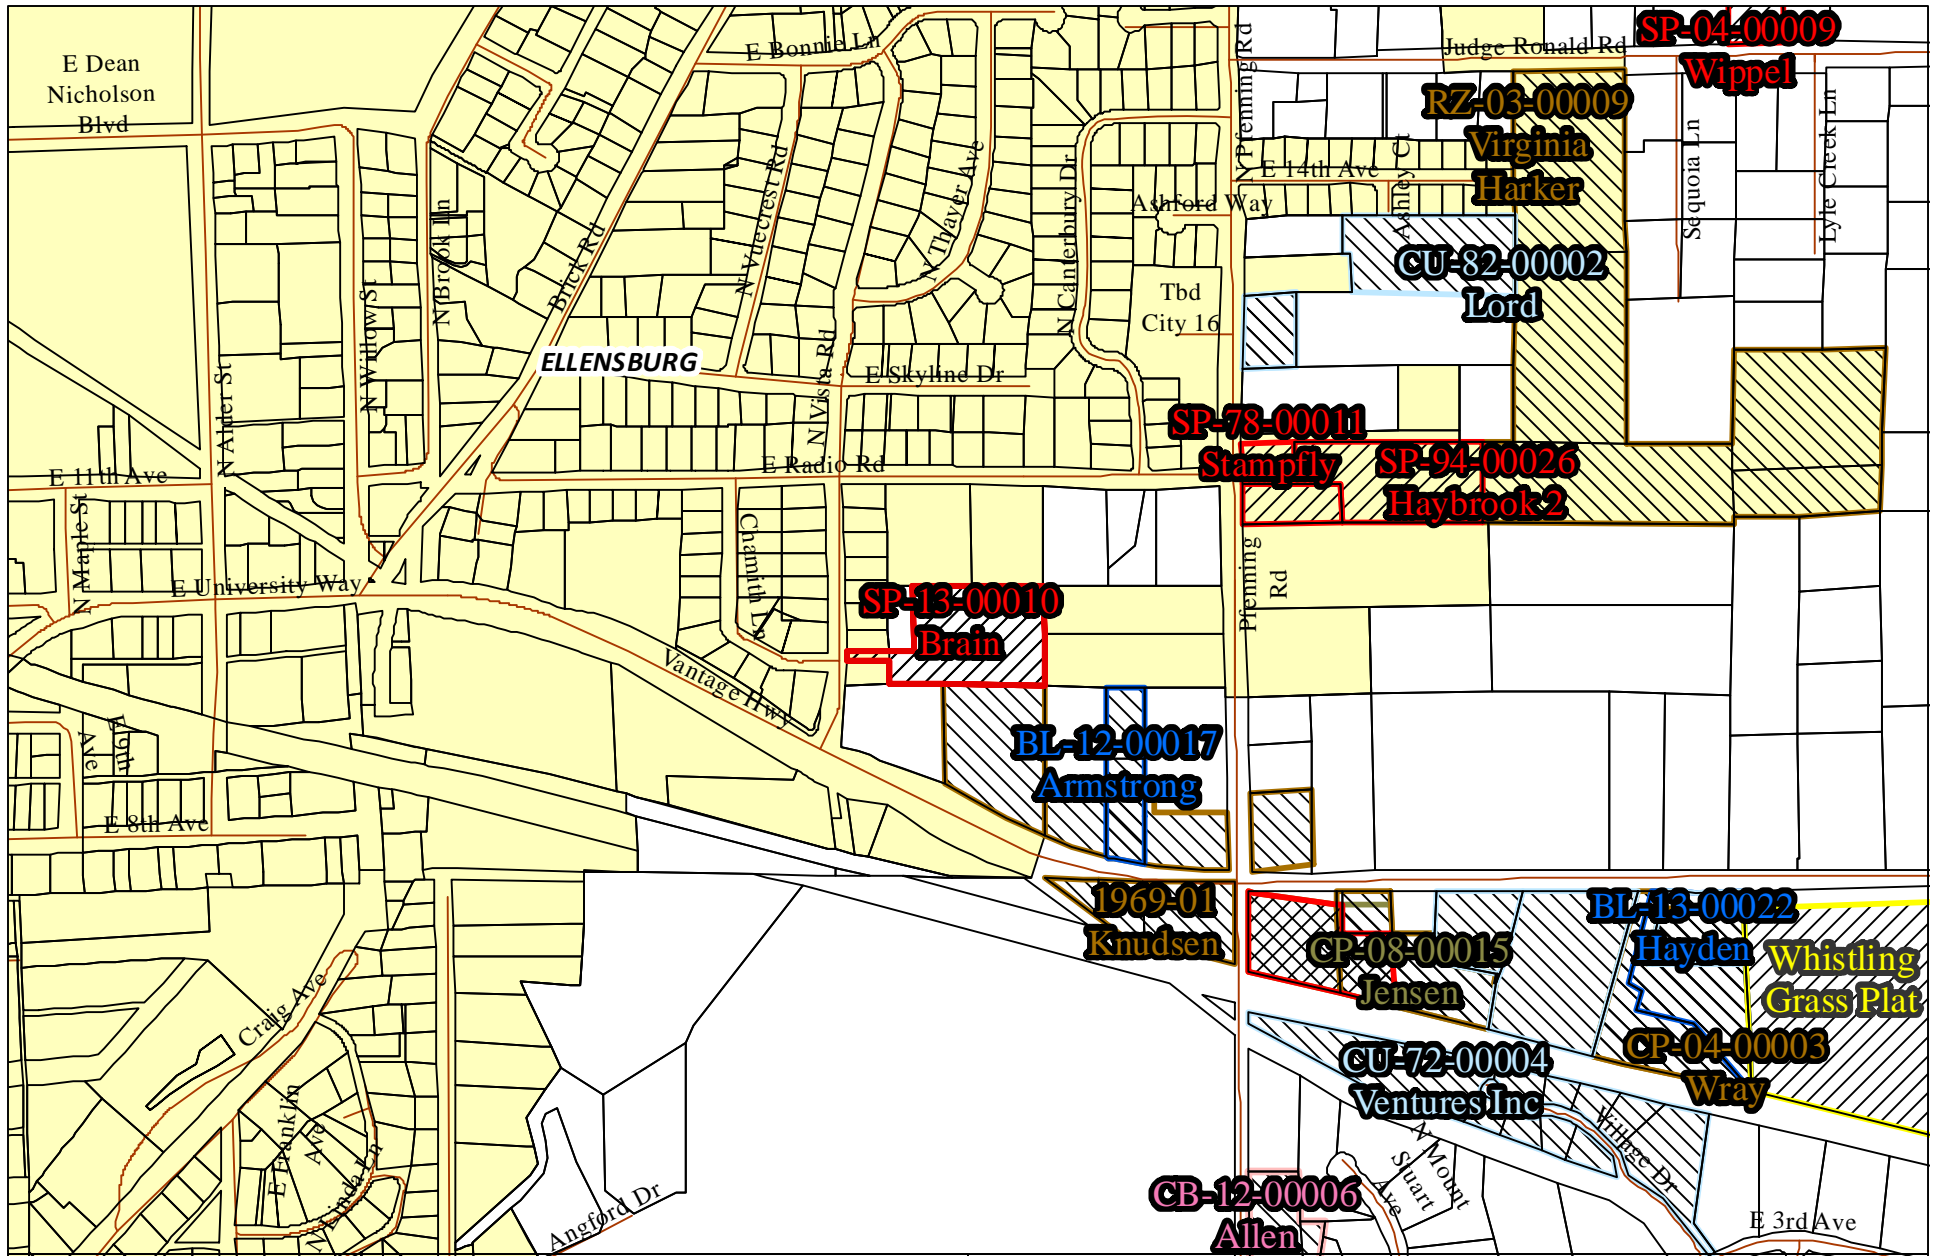 E Dean
Nicholson
Blvd
E Bonnie Ln
N Pfenning Rd
Judge Ronald Rd
SP-04-00009
Wippel
RZ-03-00009
Virginia
Harker
E 14th Ave
Ashley Ct
Sequoia Ln
Lyle Creek Ln
N Brook Ln
Brick Rd
N Vuecrest Rd
N Thayer Ave
N Canterbury Dr
Ashford Way
CU-82-00002
Lord
Tbd
City 16
N Willow St
N Alder St
ELLENSBURG
N Vista Rd
E Skyline Dr
SP-78-00011
Stampfly
SP-94-00026
Haybrook 2
E Radio Rd
E 11th Ave
N Maple St
E University Way
Chamith Ln
Pfenning
Rd
SP-13-00010
Brain
Vantage Hwy
BL-12-00017
Armstrong
E 9th
Ave
E 8th Ave
1969-01
Knudsen
CP-08-00015
Jensen
BL-13-00022
Hayden
Whistling
Grass Plat
CP-04-00003
Wray
CU-72-00004
Ventures Inc
Craig Ave
E Franklin
Ave
N Linda Ln
Angford Dr
N Mount
Stuart
Ave
Village Dr
CB-12-00006
Allen
E 3rd Ave